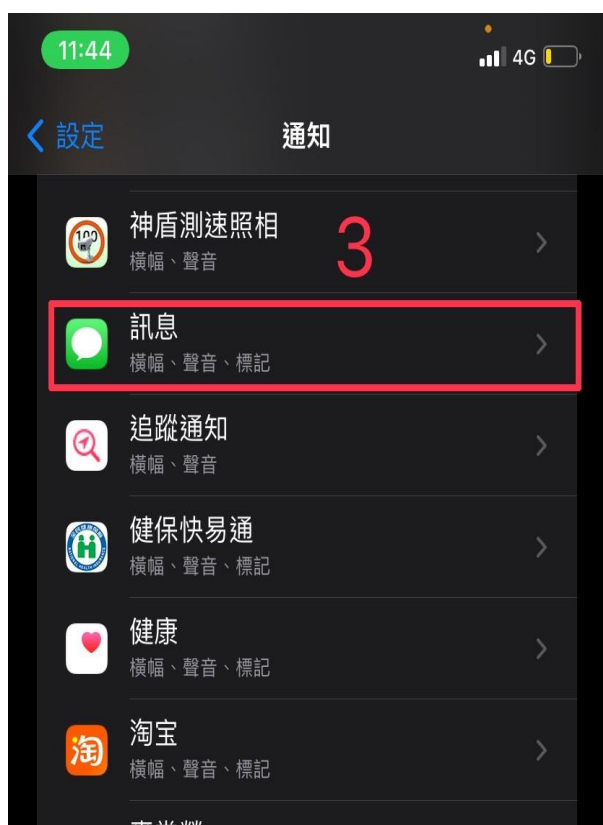 11:44
4G
設定
通知
神盾測速照相
3
橫幅、聲音
訊息
橫幅、聲音、標記
追蹤通知
橫幅、聲音
健保快易通
橫幅、聲音、標記
健康
橫幅、聲音、標記
淘宝
橫幅、聲音、標記